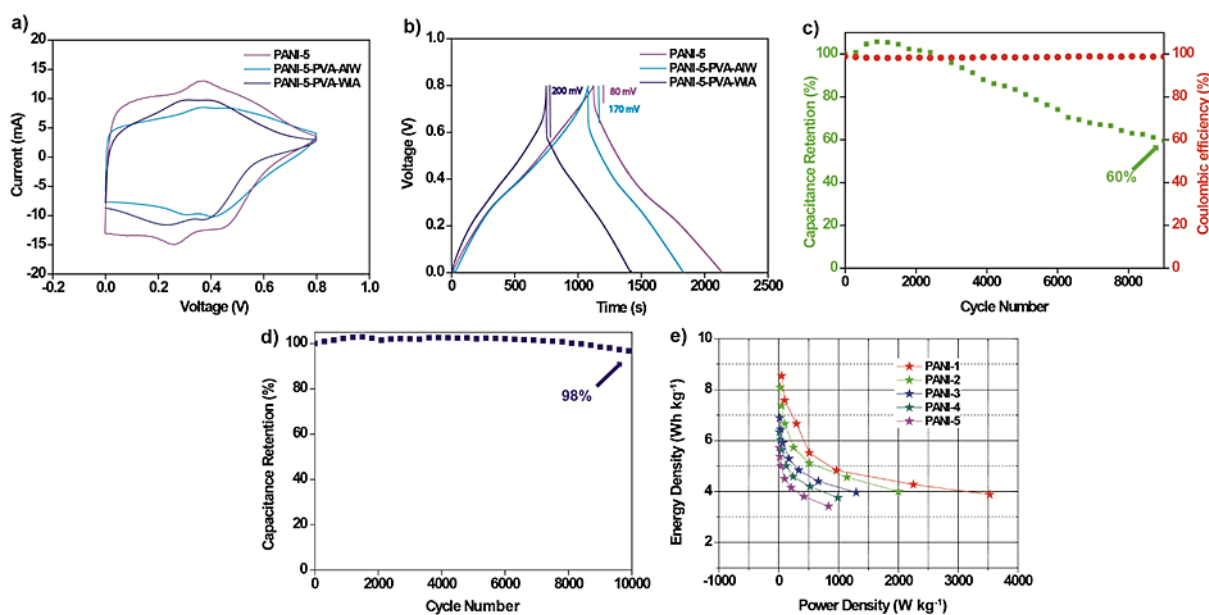 a)
20
15
10
5
0
-5
-10
-15
-20
Current (mA)
PANI-5
PANI-5-PVA-AIW
PANI-5-PVA-WIA
-0.2 0.0 0.2 0.4 0.6 0.8 1.0
Voltage (V)
b)
1.0
0.8
0.6
0.4
0.2
0.0
Voltage (V)
PANI-5
PANI-5-PVA-AIW
PANI-5-PVA-WIA
200 mV
80 mV
170 mV
0 500 1000 1500 2000 2500
Time (s)
c)
100
80
60
40
20
0
Capacitance Retention (%)
60%
100
80
60
40
20
0
Coulombic efficiency (%)
0 2000 4000 6000 8000
Cycle Number
d)
100
80
60
40
20
0
Capacitance Retention (%)
98%
0 2000 4000 6000 8000 10000
Cycle Number
e)
10
8
6
4
2
Energy Density (Wh kg⁻¹)
PANI-1
PANI-2
PANI-3
PANI-4
PANI-5
-1000 0 1000 2000 3000 4000
Power Density (W kg⁻¹)